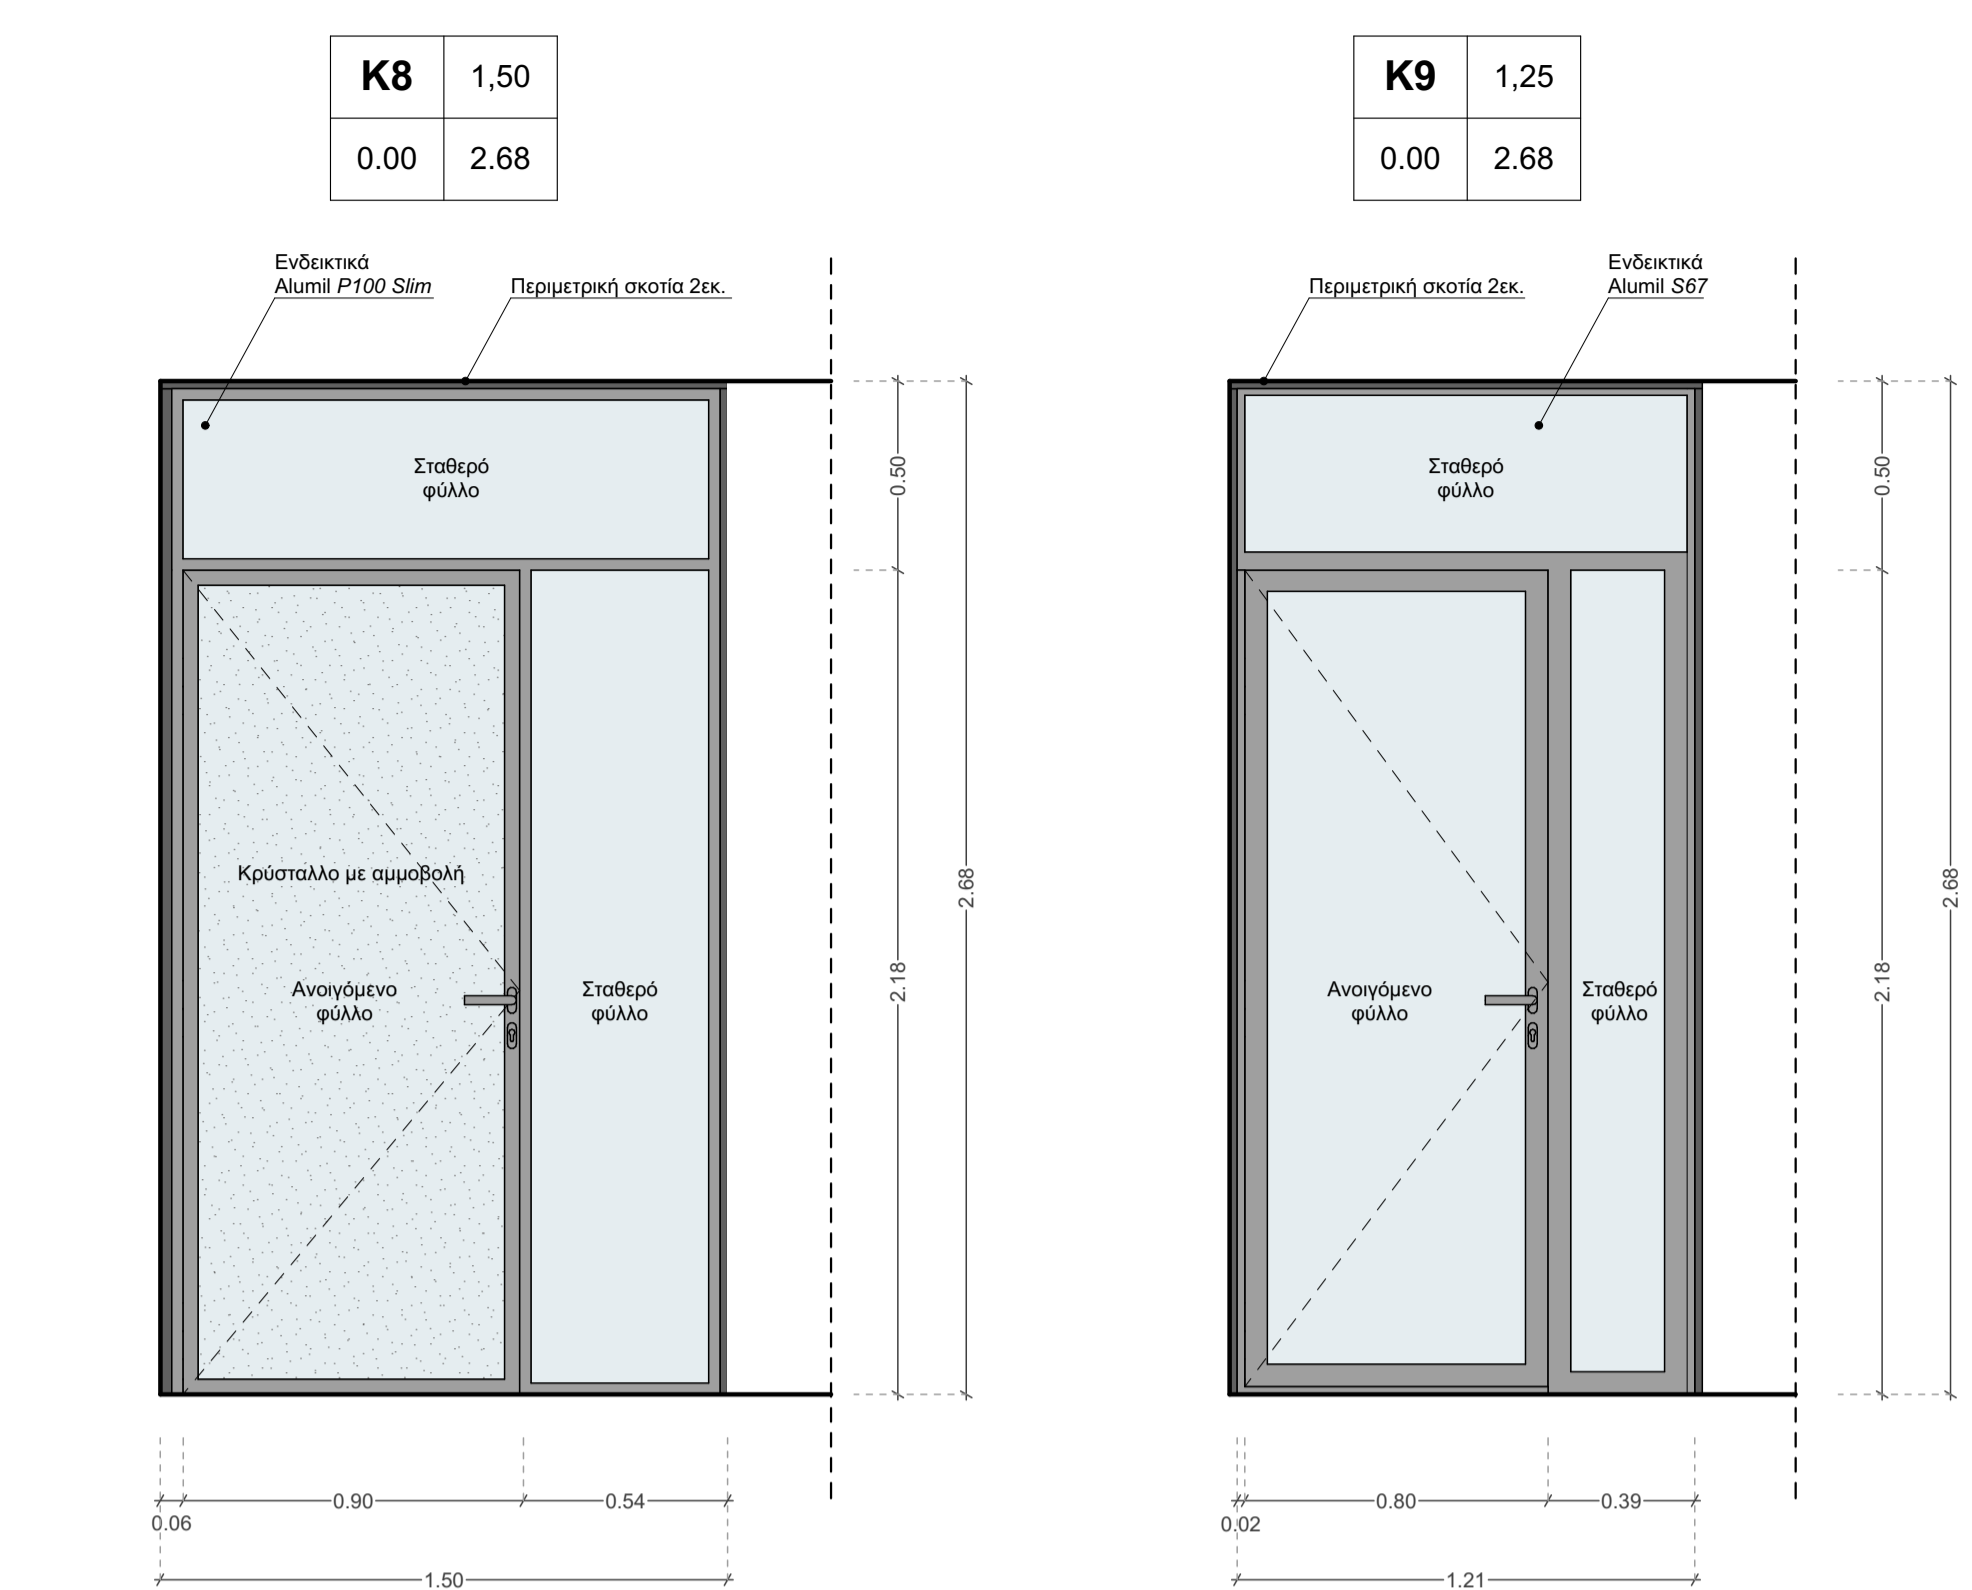 K8 1,50
0.00 2.68
K9 1,25
0.00 2.68
Ενδεικτικά
Alumil P100 Slim
Περιμετρική σκοτία 2εκ.
Σταθερό
φύλλο
Κρύσταλλο με αμμοβολή
Ανοιγόμενο
φύλλο
Σταθερό
φύλλο
0.50
2.18
2.68
0.90
0.54
0.06
1.50
Περιμετρική σκοτία 2εκ.
Ενδεικτικά
Alumil S67
Σταθερό
φύλλο
Ανοιγόμενο
φύλλο
Σταθερό
φύλλο
0.50
2.18
2.68
0.80
0.39
0.02
1.21